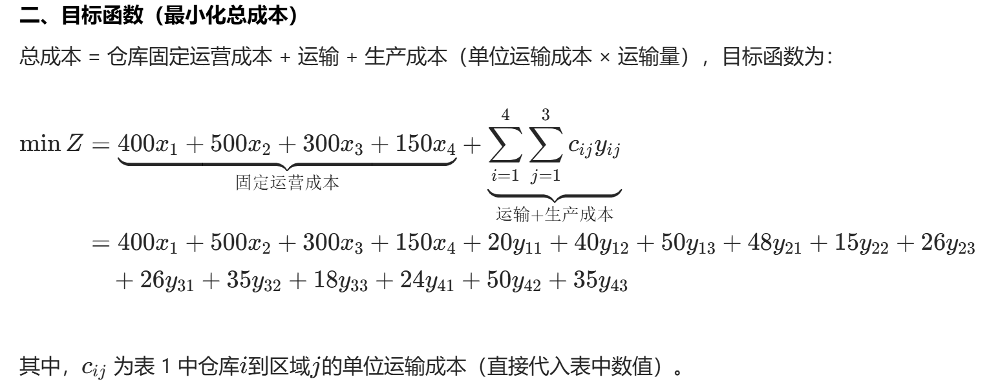 二、目标函数（最小化总成本）
总成本 = 仓库固定运营成本 + 运输 + 生产成本（单位运输成本 × 运输量），目标函数为：
$\min Z = \underbrace{400x_1 + 500x_2 + 300x_3 + 150x_4}_{\text{固定运营成本}} + \underbrace{\sum_{i=1}^{4} \sum_{j=1}^{3} c_{ij} y_{ij}}_{\text{运输+生产成本}}$
$= 400x_1 + 500x_2 + 300x_3 + 150x_4 + 20y_{11} + 40y_{12} + 50y_{13} + 48y_{21} + 15y_{22} + 26y_{23}$
$+ 26y_{31} + 35y_{32} + 18y_{33} + 24y_{41} + 50y_{42} + 35y_{43}$
其中，$c_{ij}$ 为表 1 中仓库$i$到区域$j$的单位运输成本（直接代入表中数值）。